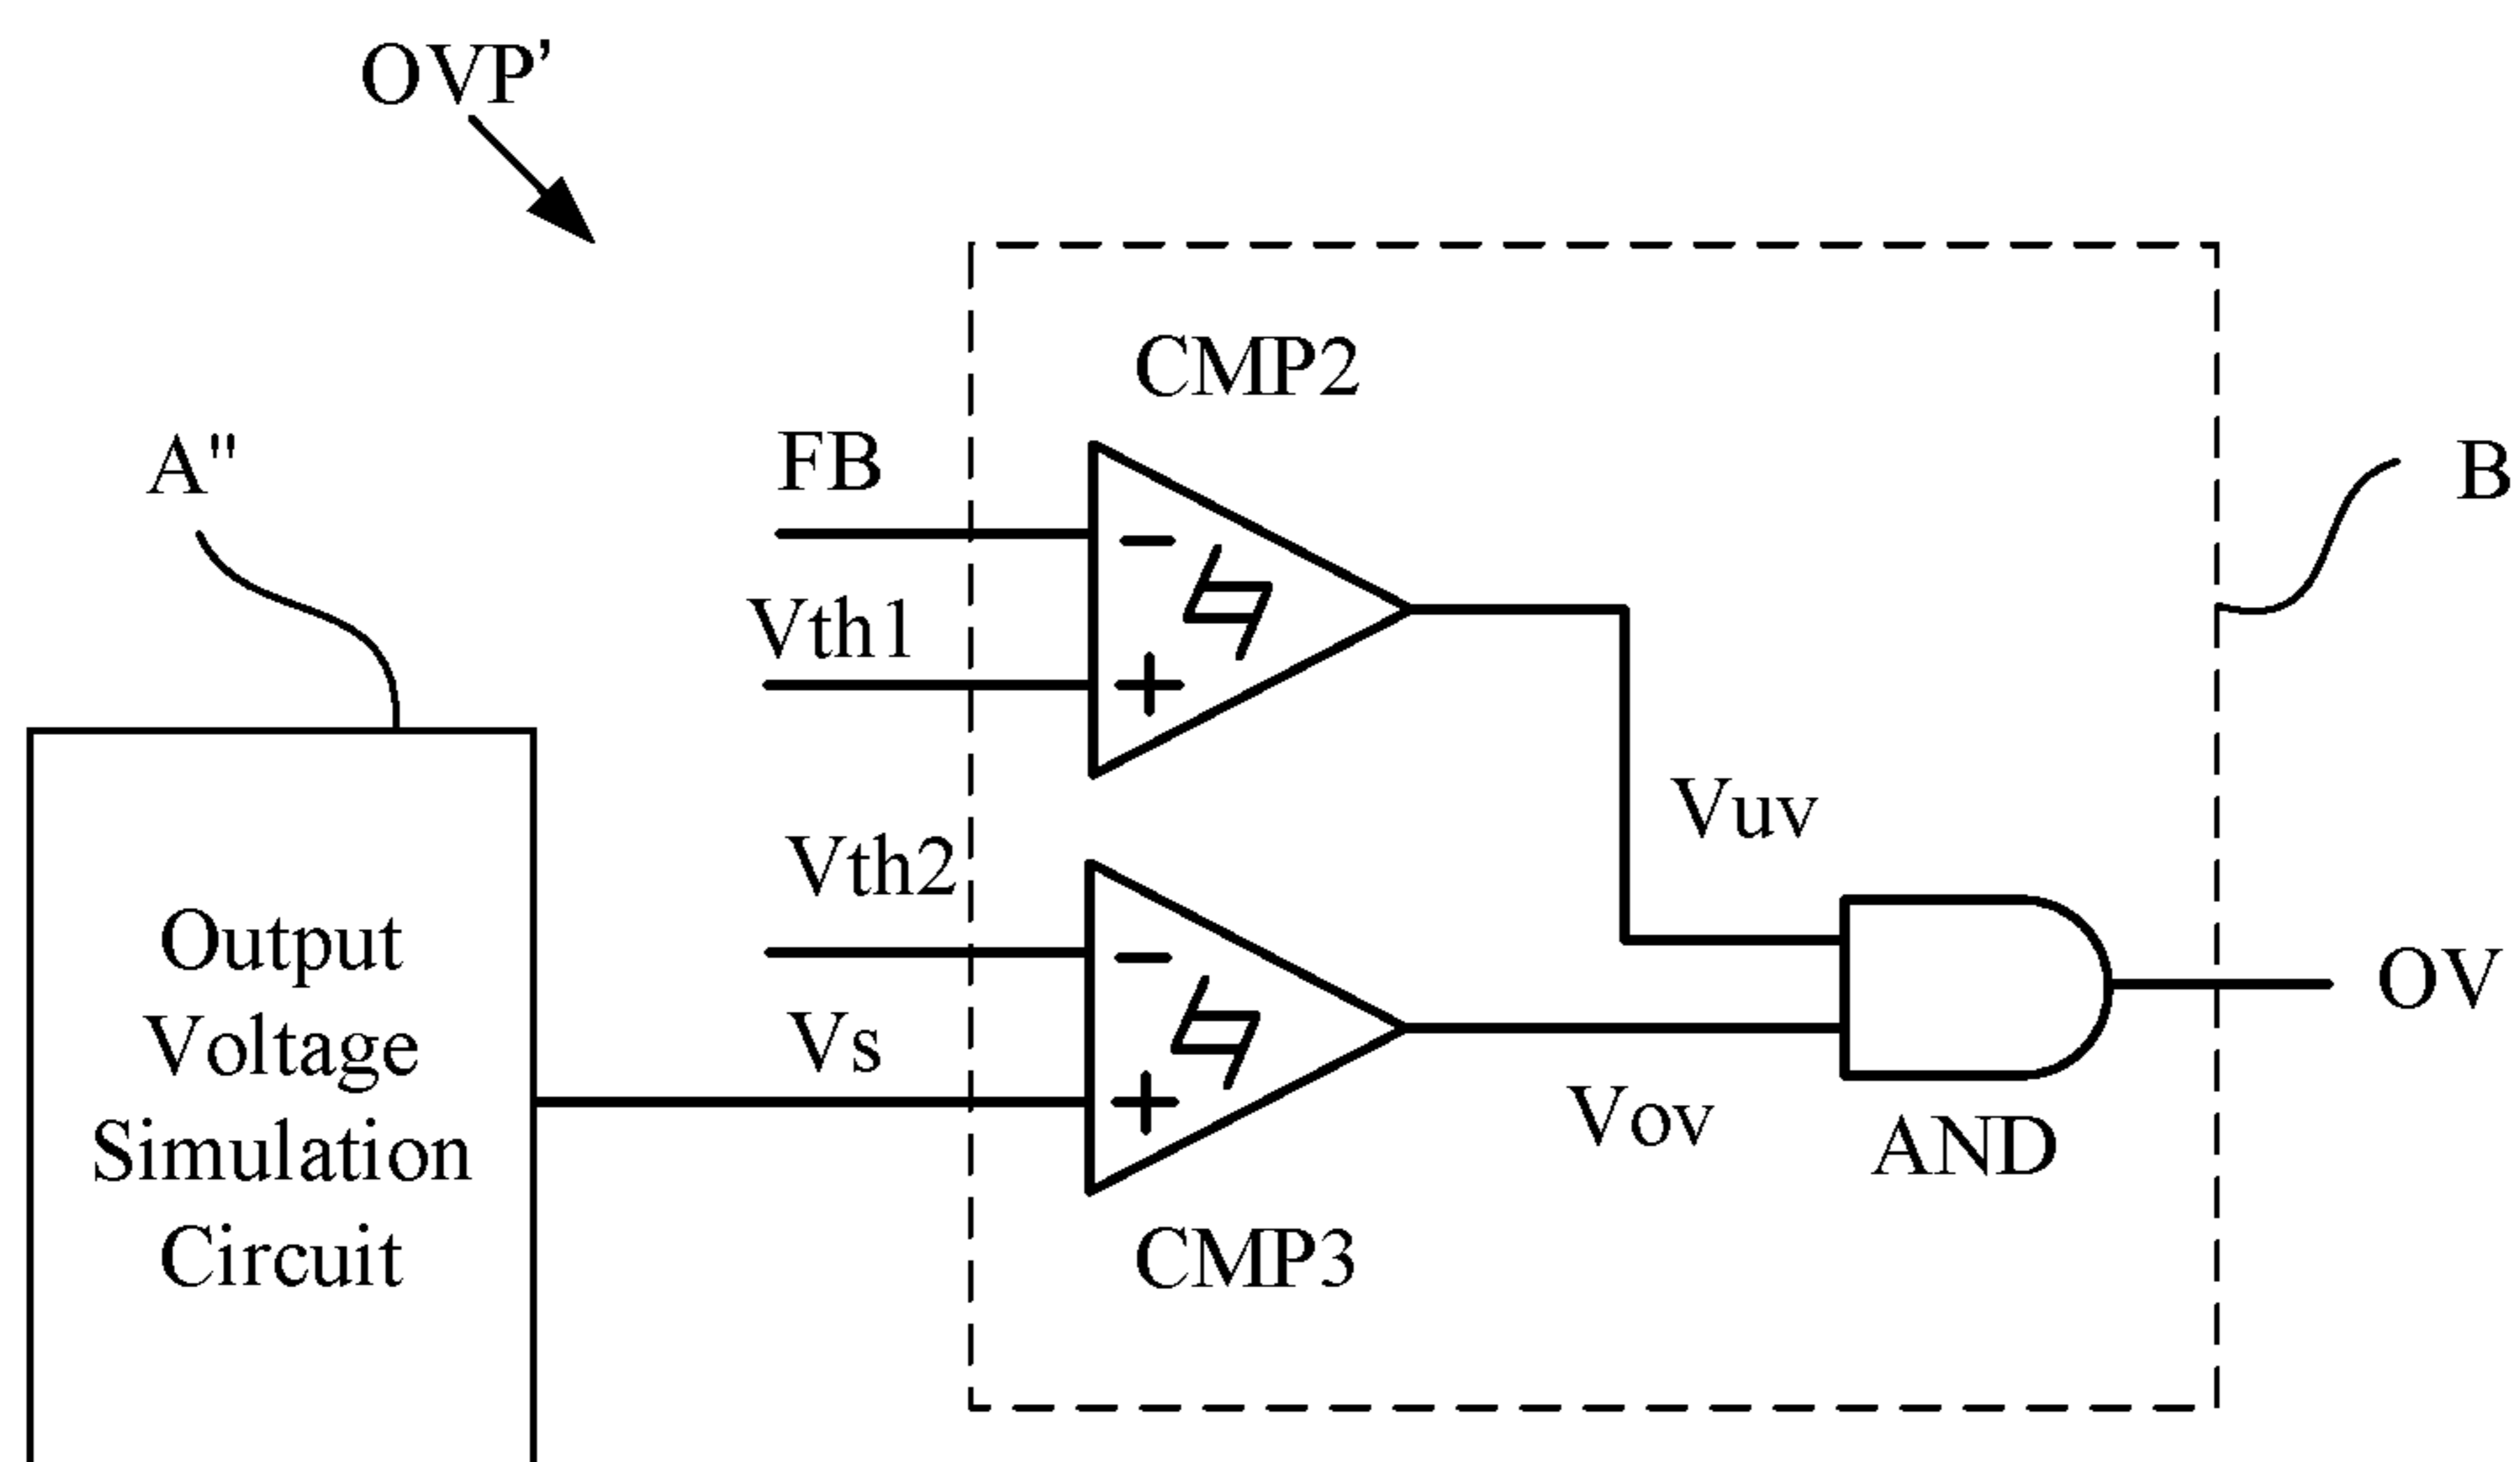 OVP’
CMP2
A"
FB
B
−
Vth1
+
Vuv
Vth2
−
Output
Voltage
Simulation
Circuit
OV
Vs
+
Vov
AND
CMP3